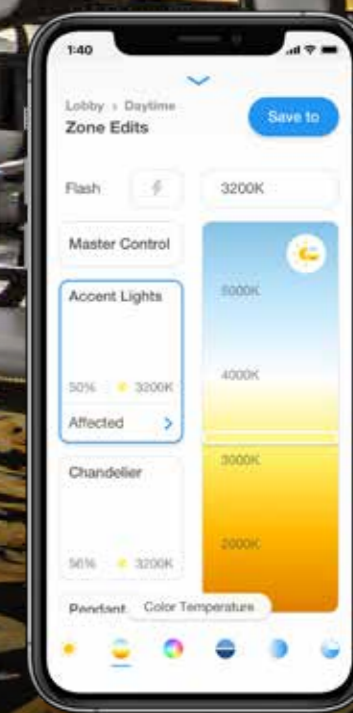 1:40
Lobby › Daytime
Zone Edits
Save to
Flash
3200K
Master Control
Accent Lights
50% 3200K
Affected >
Chandelier
56% 3200K
Pendant
5000K
4000K
3000K
2000K
Color Temperature